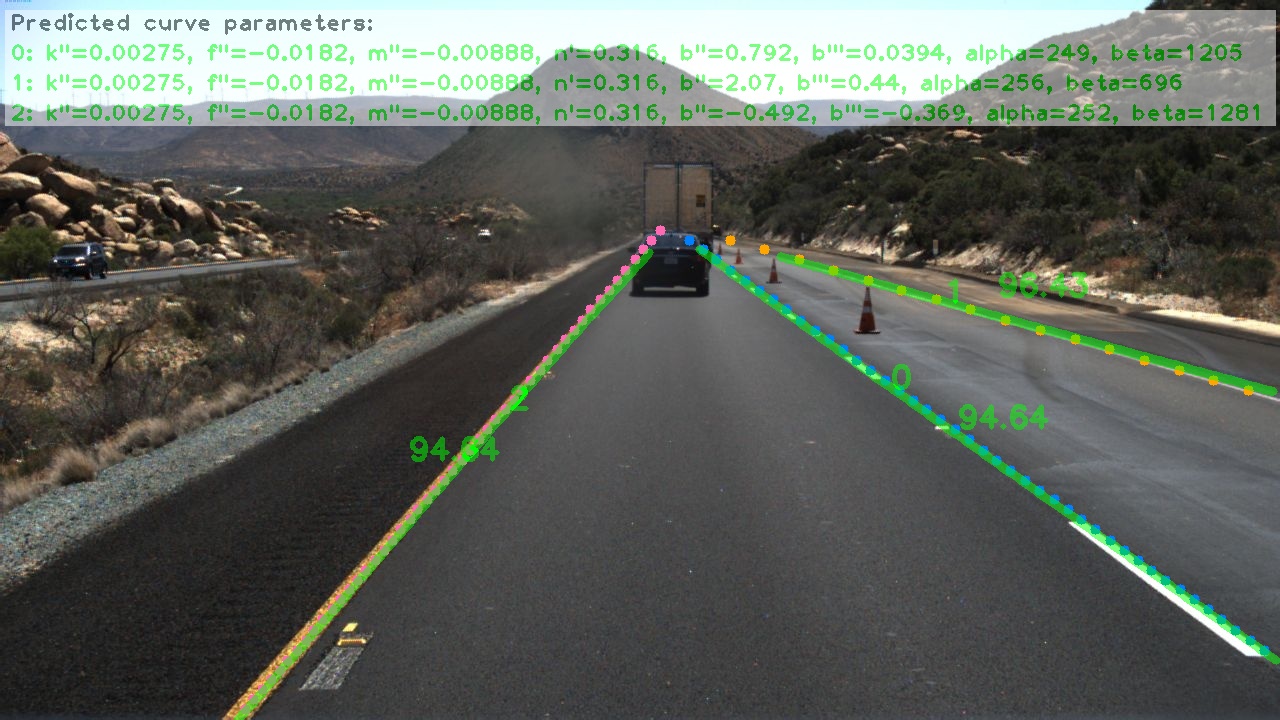 Predicted curve parameters:
0: k''=0.00275, f''=-0.0182, m''=-0.00888, n'=0.316, b''=0.792, b'''=0.0394, alpha=249, beta=1205
1: k''=0.00275, f''=-0.0182, m''=-0.00888, n'=0.316, b''=2.07, b'''=0.44, alpha=256, beta=696
2: k''=0.00275, f''=-0.0182, m''=-0.00888, n'=0.316, b''=-0.492, b'''=-0.369, alpha=252, beta=1281
1 96.43
0
2
94.64
94.64